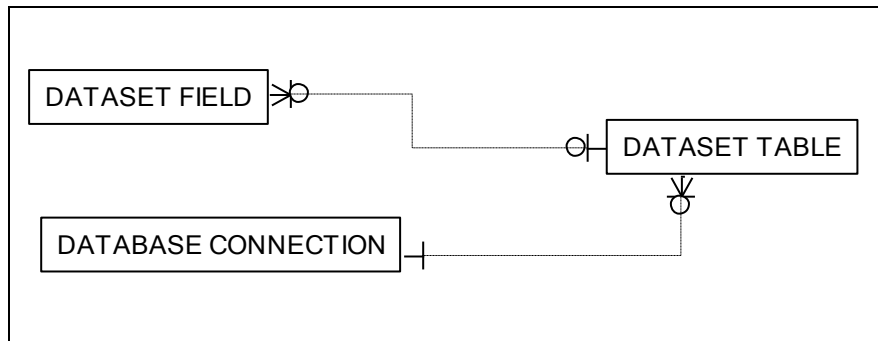 DATASET FIELD
DATASET TABLE
DATABASE CONNECTION